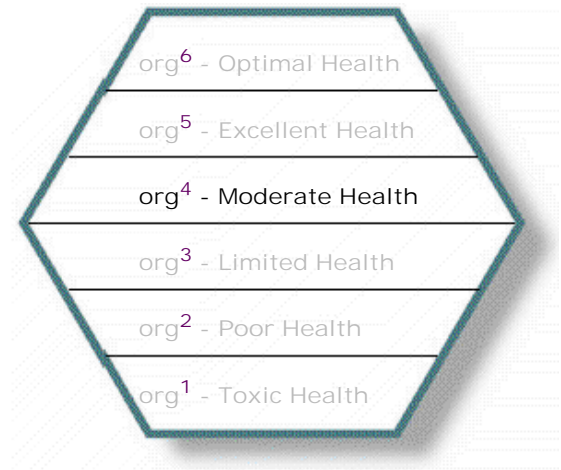 org⁶ - Optimal Health
org⁵ - Excellent Health
org⁴ - Moderate Health
org³ - Limited Health
org² - Poor Health
org¹ - Toxic Health